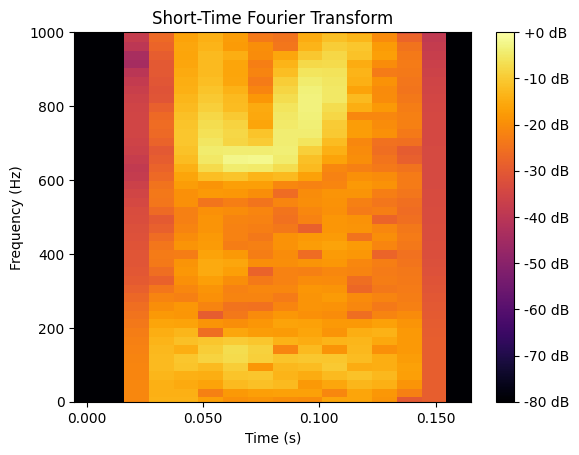 Short-Time Fourier Transform
1000
800
600
400
200
0
Frequency (Hz)
0.000
0.050
0.100
0.150
Time (s)
+0 dB
-10 dB
-20 dB
-30 dB
-40 dB
-50 dB
-60 dB
-70 dB
-80 dB